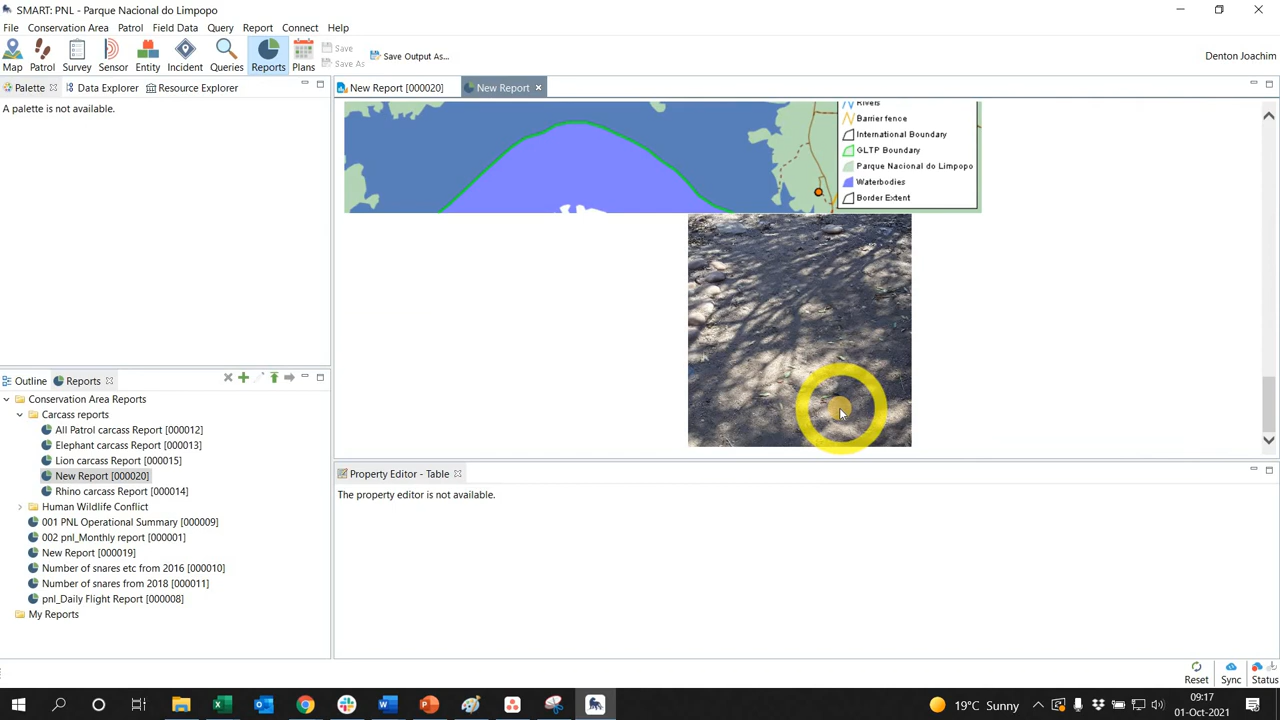 SMART: PNL - Parque Nacional do Limpopo
File Conservation Area Patrol Field Data Query Report Connect Help
Map Patrol Survey Sensor Entity Incident Queries Reports Plans
Save
Save As
Save Output As...
Denton Joachim
Palette Data Explorer Resource Explorer
A palette is not available.
New Report [000020] New Report
Rivers
Barrier fence
International Boundary
GLTP Boundary
Parque Nacional do Limpopo
Waterbodies
Border Extent
Outline Reports
Conservation Area Reports
Carcass reports
All Patrol carcass Report [000012]
Elephant carcass Report [000013]
Lion carcass Report [000015]
New Report [000020]
Rhino carcass Report [000014]
Human Wildlife Conflict
001 PNL Operational Summary [000009]
002 pnl_Monthly report [000001]
New Report [000019]
Number of snares etc from 2016 [000010]
Number of snares from 2018 [000011]
pnl_Daily Flight Report [000008]
My Reports
Property Editor - Table
The property editor is not available.
Reset Sync Status
19°C Sunny
09:17
01-Oct-2021